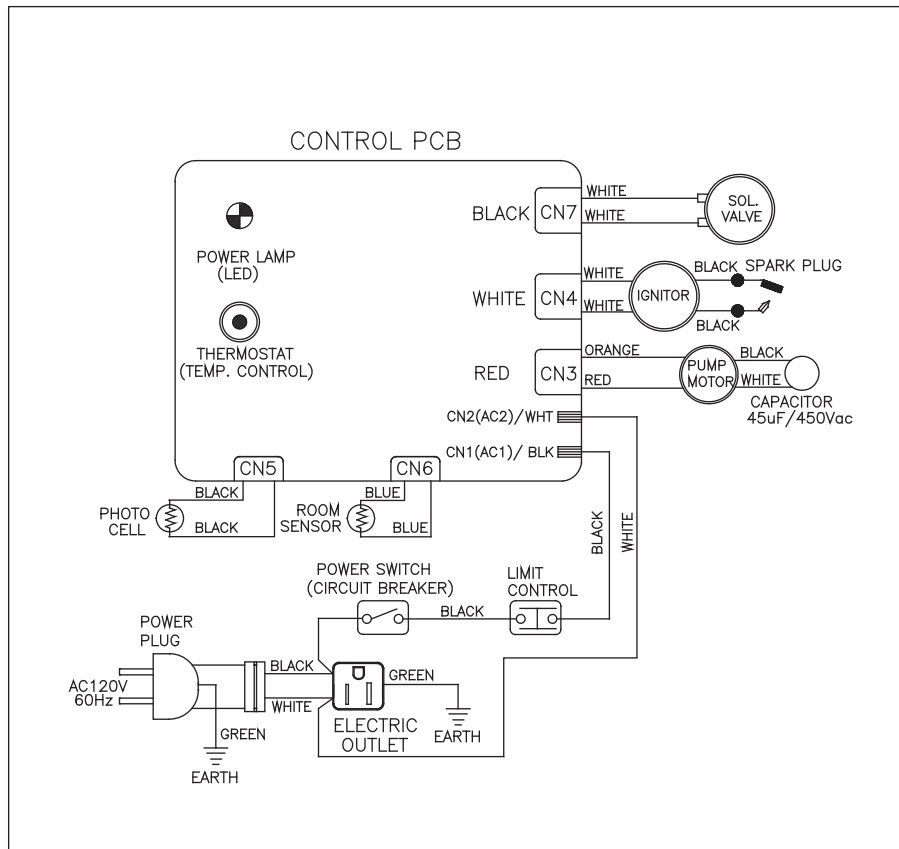 CONTROL PCB
POWER LAMP
(LED)
THERMOSTAT
(TEMP. CONTROL)
BLACK CN7
WHITE
WHITE
SOL.
VALVE
WHITE CN4
WHITE
WHITE
IGNITOR
BLACK SPARK PLUG
BLACK
RED CN3
ORANGE
RED
PUMP
MOTOR
BLACK
WHITE
CAPACITOR
45uF/450Vac
CN2(AC2)/WHT
CN1(AC1)/ BLK
CN5
CN6
BLACK
BLACK
PHOTO
CELL
BLUE
BLUE
ROOM
SENSOR
BLACK
WHITE
POWER SWITCH
(CIRCUIT BREAKER)
BLACK
LIMIT
CONTROL
POWER
PLUG
AC120V
60Hz
BLACK
WHITE
GREEN
EARTH
ELECTRIC
OUTLET
GREEN
EARTH